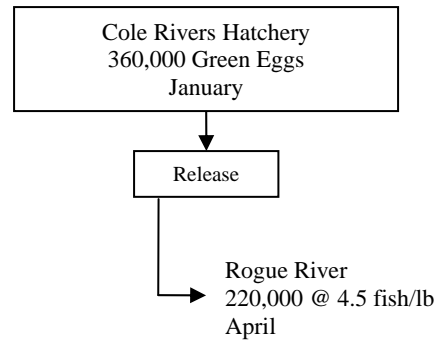 Cole Rivers Hatchery
360,000 Green Eggs
January
Release
Rogue River
220,000 @ 4.5 fish/lb
April